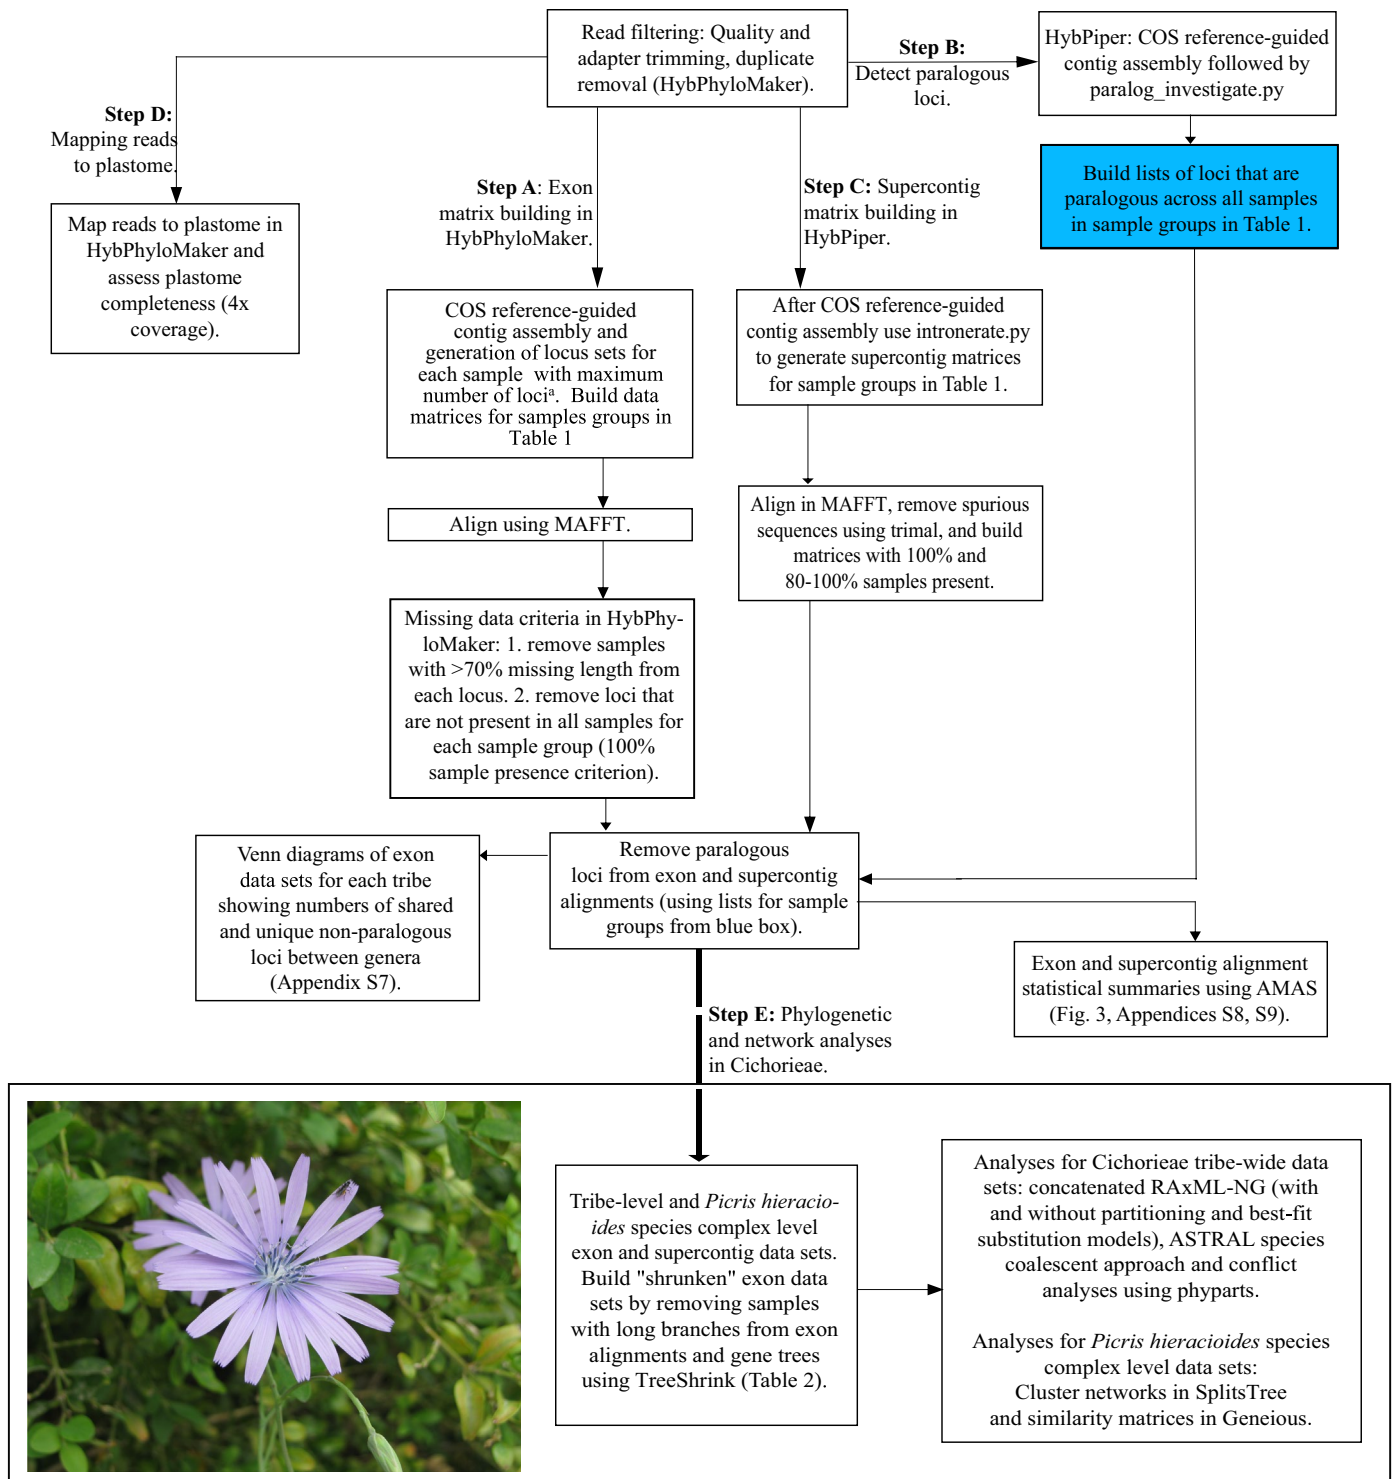 Read filtering: Quality and
adapter trimming, duplicate
removal (HybPhyloMaker).
Step B:
Detect paralogous
loci.
HybPiper: COS reference-guided
contig assembly followed by
paralog_investigate.py
Step D:
Mapping reads
to plastome.
Build lists of loci that are
paralogous across all samples
in sample groups in Table 1.
Step A: Exon
matrix building in
HybPhyloMaker.
Step C: Supercontig
matrix building in
HybPiper.
Map reads to plastome in
HybPhyloMaker and
assess plastome
completeness (4x
coverage).
COS reference-guided
contig assembly and
generation of locus sets for
each sample with maximum
number of lociª. Build data
matrices for samples groups in
Table 1
After COS reference-guided
contig assembly use intronerate.py
to generate supercontig matrices
for sample groups in Table 1.
Align using MAFFT.
Align in MAFFT, remove spurious
sequences using trimal, and build
matrices with 100% and
80-100% samples present.
Missing data criteria in HybPhy-
loMaker: 1. remove samples
with >70% missing length from
each locus. 2. remove loci that
are not present in all samples for
each sample group (100%
sample presence criterion).
Venn diagrams of exon
data sets for each tribe
showing numbers of shared
and unique non-paralogous
loci between genera
(Appendix S7).
Remove paralogous
loci from exon and supercontig
alignments (using lists for sample
groups from blue box).
Exon and supercontig alignment
statistical summaries using AMAS
(Fig. 3, Appendices S8, S9).
Step E: Phylogenetic
and network analyses
in Cichorieae.
Tribe-level and Picris hieracio-
ides species complex level
exon and supercontig data sets.
Build "shrunken" exon data
sets by removing samples
with long branches from exon
alignments and gene trees
using TreeShrink (Table 2).
Analyses for Cichorieae tribe-wide data
sets: concatenated RAxML-NG (with
and without partitioning and best-fit
substitution models), ASTRAL species
coalescent approach and conflict
analyses using phyparts.
Analyses for Picris hieracioides species
complex level data sets:
Cluster networks in SplitsTree
and similarity matrices in Geneious.